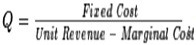 Q = Fixed Cost / Unit Revenue − Marginal Cost